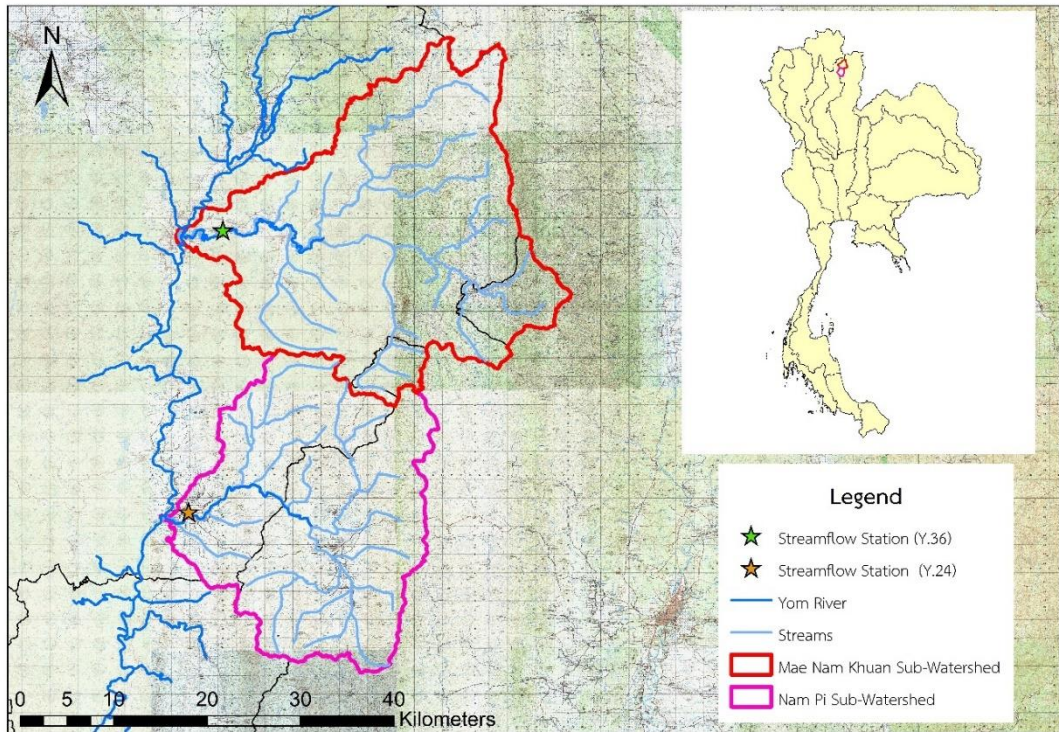 N
Legend
Streamflow Station (Y.36)
Streamflow Station (Y.24)
Yom River
Streams
Mae Nam Khuan Sub-Watershed
Nam Pi Sub-Watershed
0 5 10 20 30 40
Kilometers